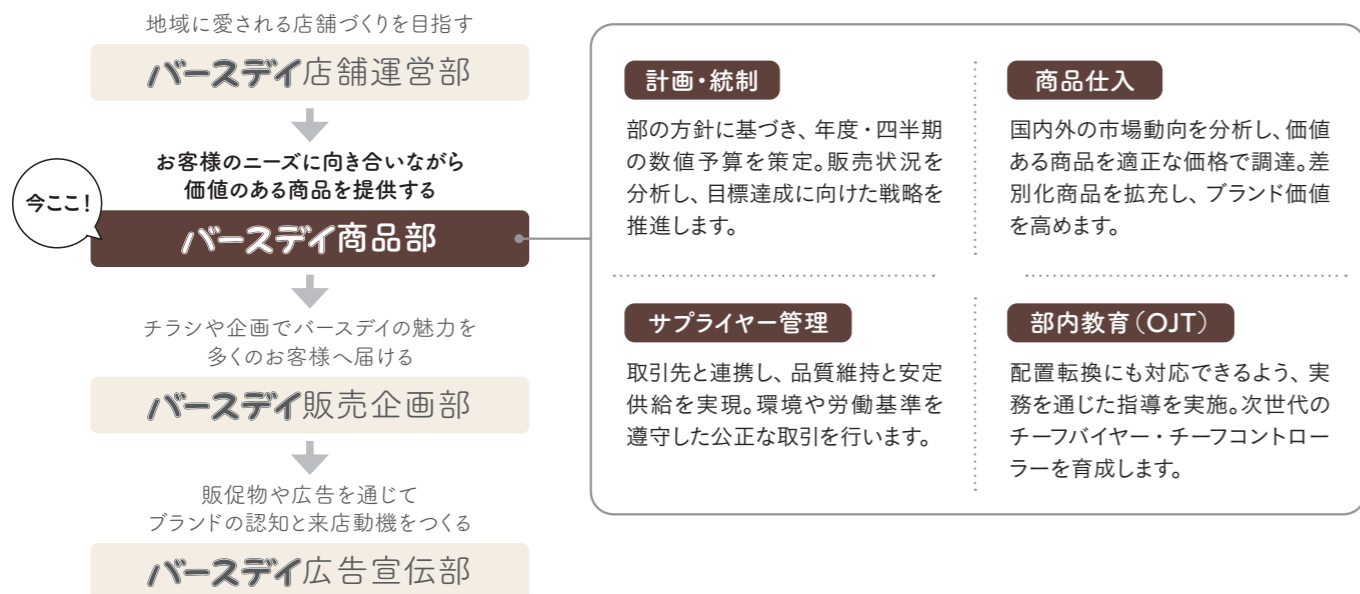 地域に愛される店舗づくりを目指す
バースデイ店舗運営部
お客様のニーズに向き合いながら
価値のある商品を提供する
今ここ！
バースデイ商品部
チラシや企画でバースデイの魅力を
多くのお客様へ届ける
バースデイ販売企画部
販促物や広告を通じて
ブランドの認知と来店動機をつくる
バースデイ広告宣伝部
計画・統制
部の方針に基づき、年度・四半期
の数値予算を策定。販売状況を
分析し、目標達成に向けた戦略を
推進します。
商品仕入
国内外の市場動向を分析し、価値
ある商品を適正な価格で調達。差
別化商品を拡充し、ブランド価値
を高めます。
サプライヤー管理
取引先と連携し、品質維持と安定
供給を実現。環境や労働基準を
遵守した公正な取引を行います。
部内教育（OJT）
配置転換にも対応できるよう、実
務を通じた指導を実施。次世代の
チーフバイヤー・チーフコントロー
ラーを育成します。